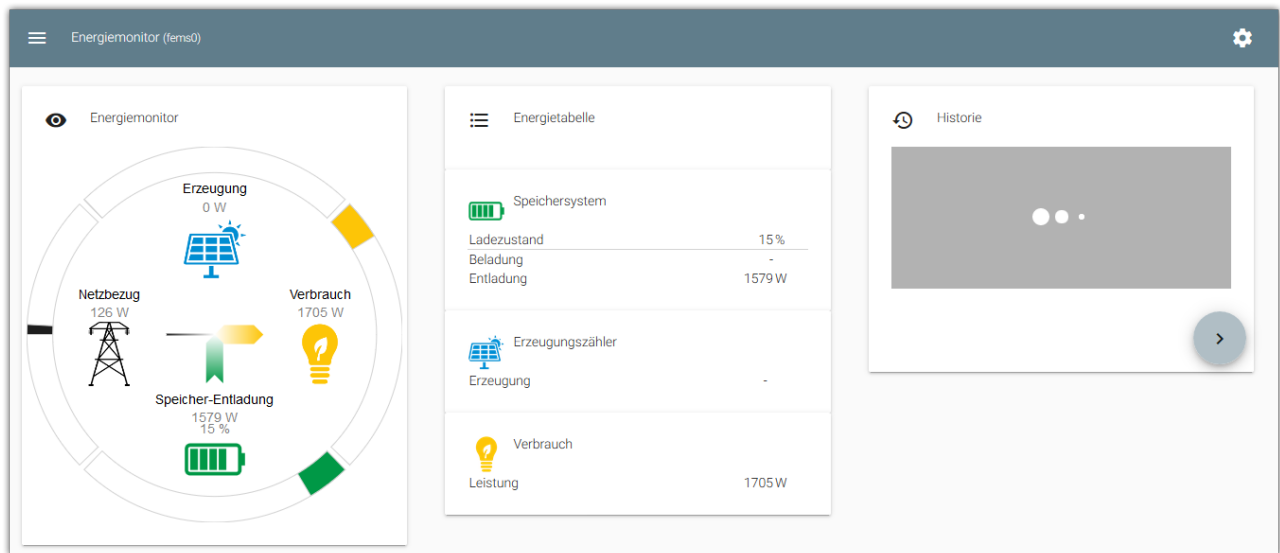 Energiemonitor (fems0)
Energiemonitor
Erzeugung
0 W
Netzbezug
126 W
Verbrauch
1705 W
Speicher-Entladung
1579 W
15 %
Energietabelle
Speichersystem
Ladezustand 15 %
Beladung -
Entladung 1579 W
Erzeugungszähler
Erzeugung -
Verbrauch
Leistung 1705 W
Historie